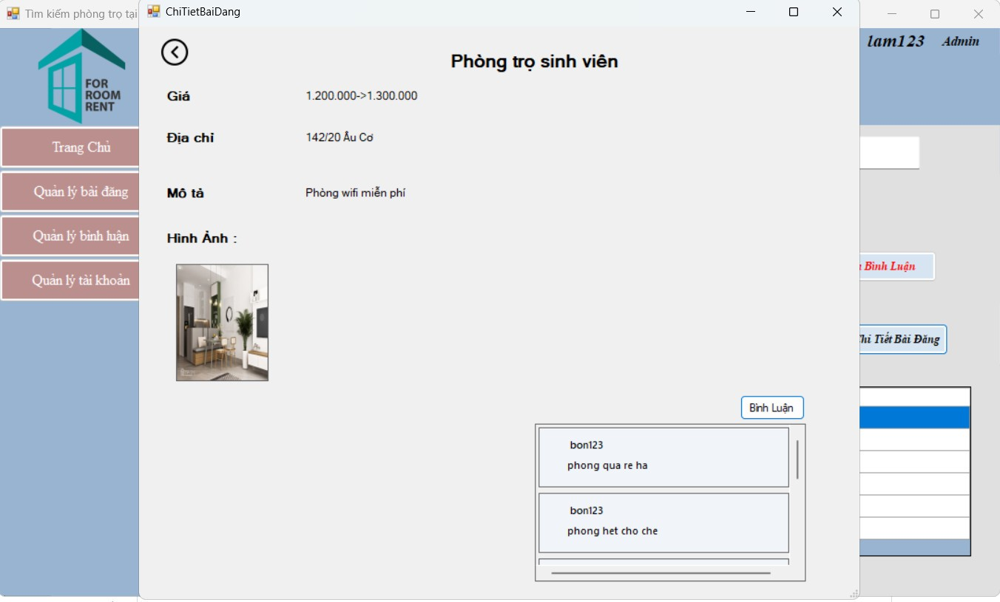 Tìm kiếm phòng trọ tại
ChiTietBaiDang
lam123 Admin
FOR
ROOM
RENT
Trang Chủ
Quản lý bài đăng
Quản lý bình luận
Quản lý tài khoản
Phòng trọ sinh viên
Giá 1.200.000->1.300.000
Địa chỉ 142/20 Âu Cơ
Mô tả Phòng wifi miễn phí
Hình Ảnh :
Bình Luận
Bình Luận
bon123
phong qua re ha
bon123
phong het cho che
Tiết Bài Đăng